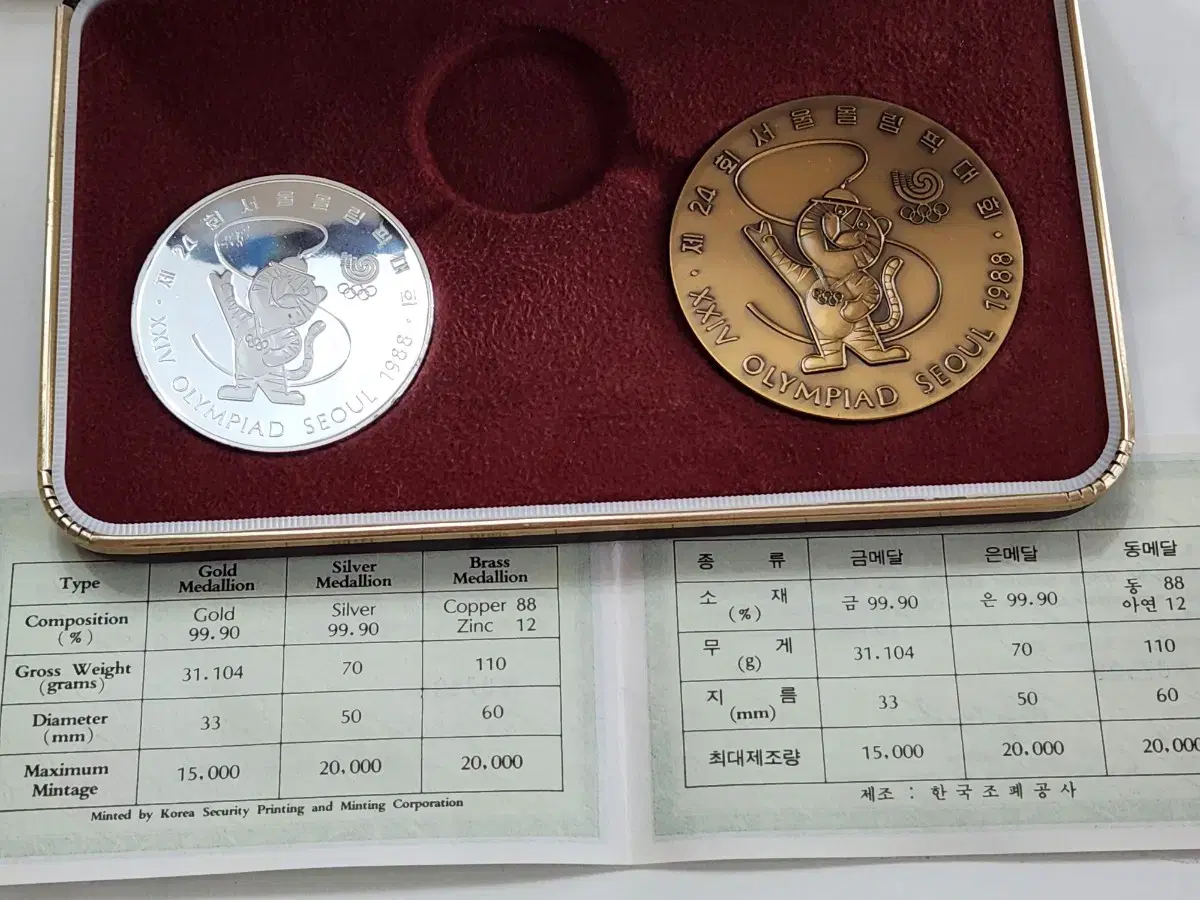 제 24 회 서울올림픽대회
XXIV OLYMPIAD SEOUL 1988
제 24 회 서울올림픽대회
XXIV OLYMPIAD SEOUL 1988
Type Gold Medallion Silver Medallion Brass Medallion
Composition (%) Gold 99.90 Silver 99.90 Copper 88 Zinc 12
Gross Weight (grams) 31.104 70 110
Diameter (mm) 33 50 60
Maximum Mintage 15.000 20,000 20,000
Minted by Korea Security Printing and Minting Corporation
종 류 금메달 은메달 동메달
소 재 (%) 금 99.90 은 99.90 동 88 아연 12
무 게 (g) 31.104 70 110
지 름 (mm) 33 50 60
최대제조량 15.000 20.000 20,000
제조 : 한국조폐공사